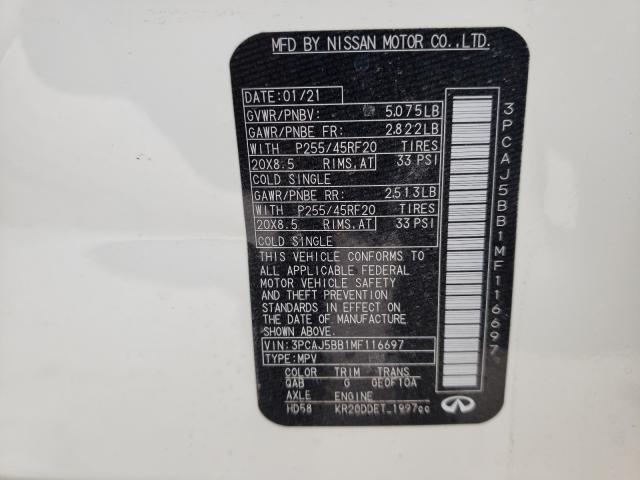 MFD BY NISSAN MOTOR CO.,LTD.
DATE:01/21
GVWR/PNBV: 5,075LB
GAWR/PNBE FR: 2,822LB
WITH P255/45RF20 TIRES
20X8.5 RIMS,AT 33 PSI
COLD SINGLE
GAWR/PNBE RR: 2,513LB
WITH P255/45RF20 TIRES
20X8.5 RIMS,AT 33 PSI
COLD SINGLE
THIS VEHICLE CONFORMS TO
ALL APPLICABLE FEDERAL
MOTOR VEHICLE SAFETY
AND THEFT PREVENTION
STANDARDS IN EFFECT ON
THE DATE OF MANUFACTURE
SHOWN ABOVE.
VIN:3PCAJ5BB1MF116697
TYPE:MPV
COLOR TRIM TRANS
QAB G GE0F10A
AXLE ENGINE
HD58 KR20DDET 1997cc
3PCAJ5BB1MF116697